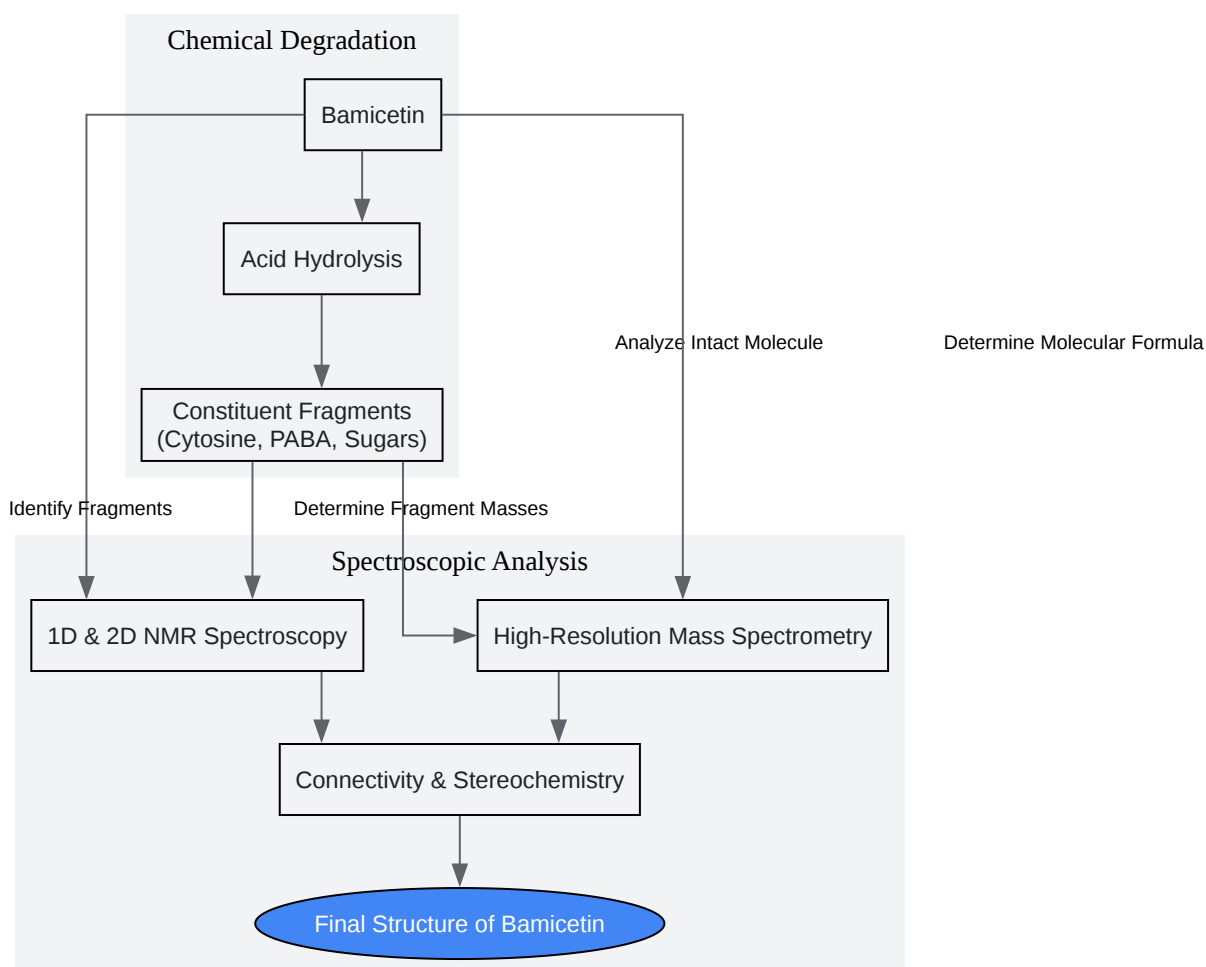 Chemical Degradation
Bamicetin
Acid Hydrolysis
Analyze Intact Molecule
Determine Molecular Formula
Constituent Fragments
(Cytosine, PABA, Sugars)
Identify Fragments
Determine Fragment Masses
Spectroscopic Analysis
1D & 2D NMR Spectroscopy
High-Resolution Mass Spectrometry
Connectivity & Stereochemistry
Final Structure of Bamicetin